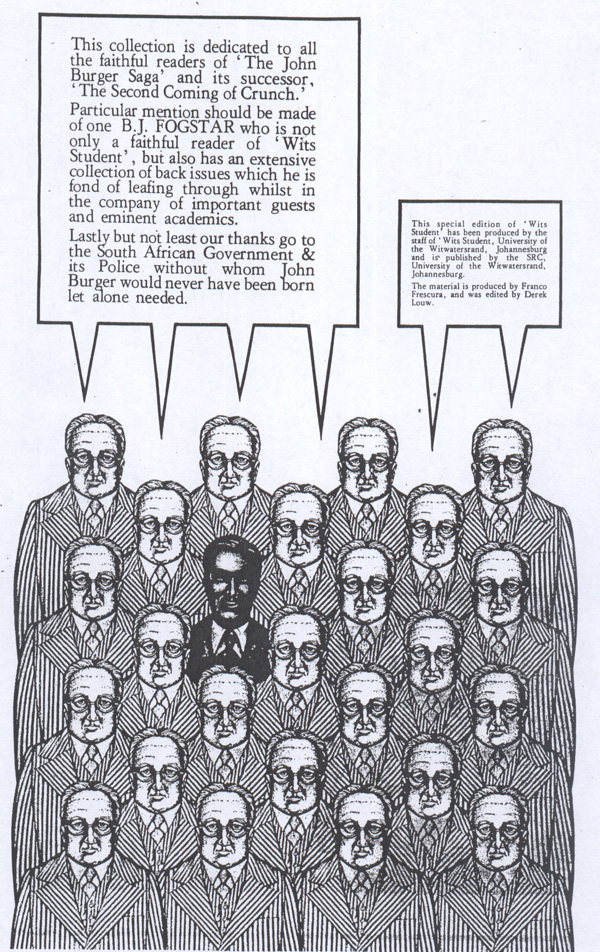 This collection is dedicated to all
the faithful readers of ‘The John
Burger Saga’ and its successor,
‘The Second Coming of Crunch.’
Particular mention should be made
of one B.J. FOGSTAR who is not
only a faithful reader of ‘Wits
Student’, but also has an extensive
collection of back issues which he is
fond of leafing through whilst in
the company of important guests
and eminent academics.
Lastly but not least our thanks go to
the South African Government &
its Police without whom John
Burger would never have been born
let alone needed.
This special edition of ‘Wits
Student’ has been produced by the
staff of ‘Wits Student, University of
the Witwatersrand, Johannesburg
and is published by the SRC,
University of the Witwatersrand,
Johannesburg.
The material is produced by Franco
Frescura, and was edited by Derek
Louw.